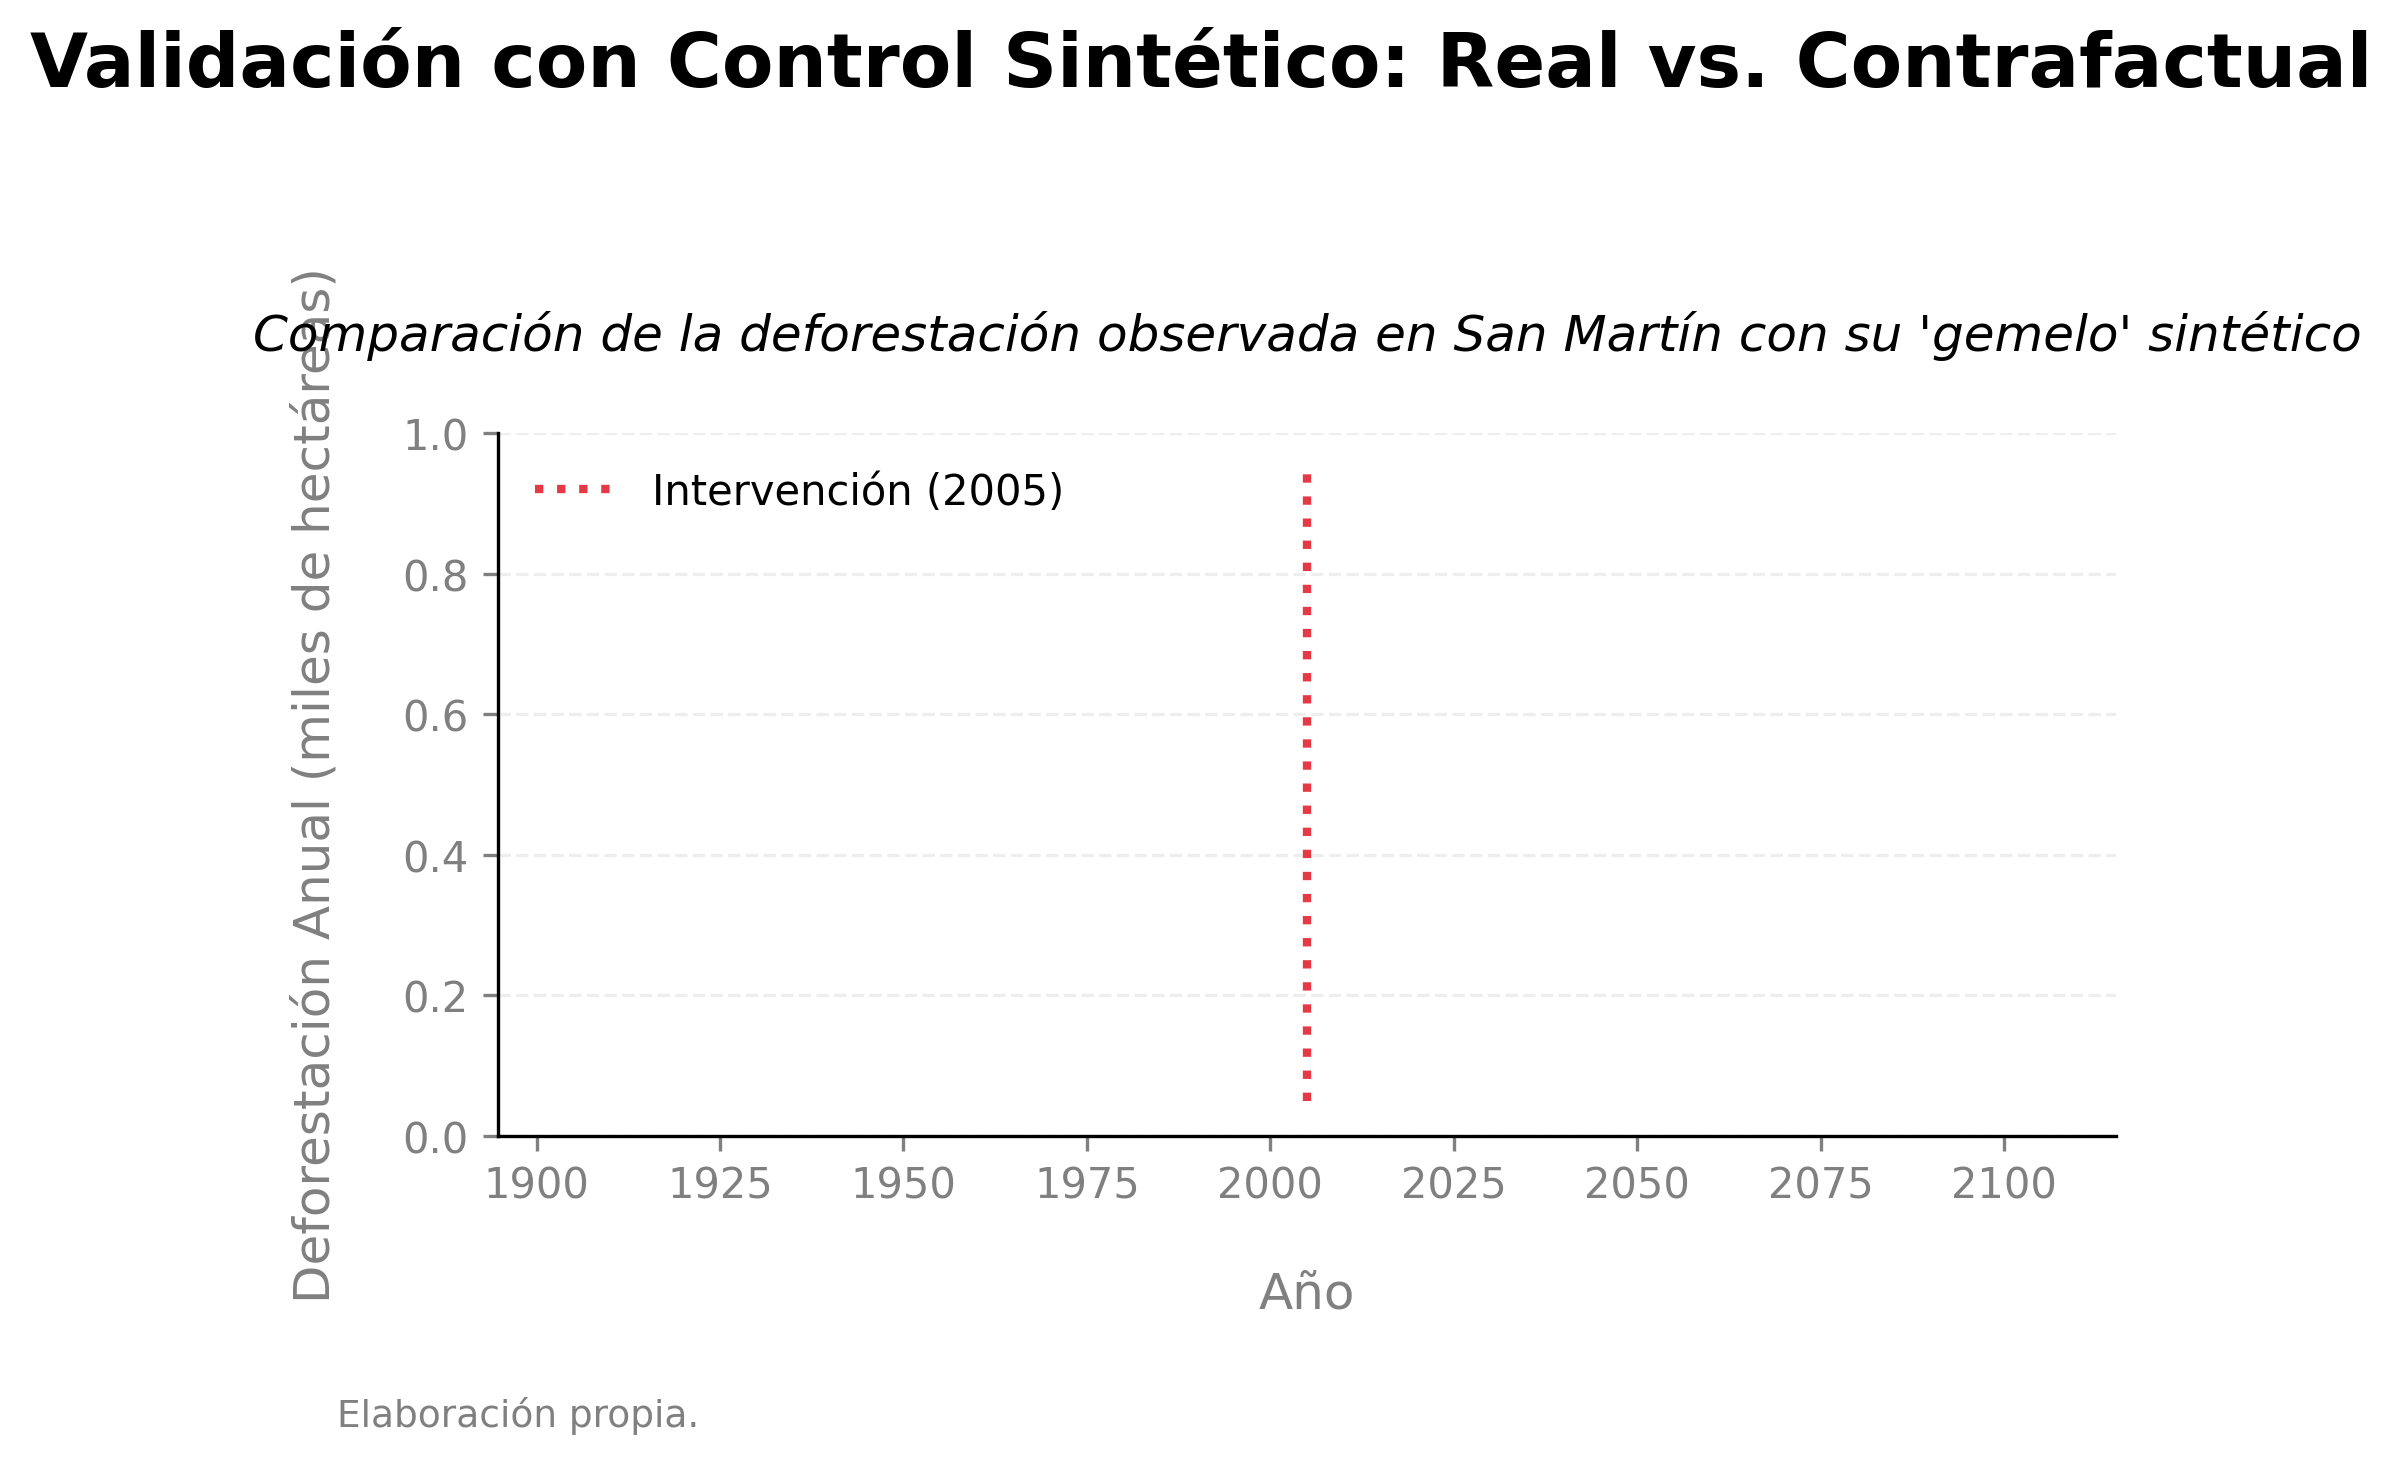 Validación con Control Sintético: Real vs. Contrafactual
Comparación de la deforestación observada en San Martín con su 'gemelo' sintético
Deforestación Anual (miles de hectáreas)
1.0
0.8
0.6
0.4
0.2
0.0
Intervención (2005)
1900 1925 1950 1975 2000 2025 2050 2075 2100
Año
Elaboración propia.